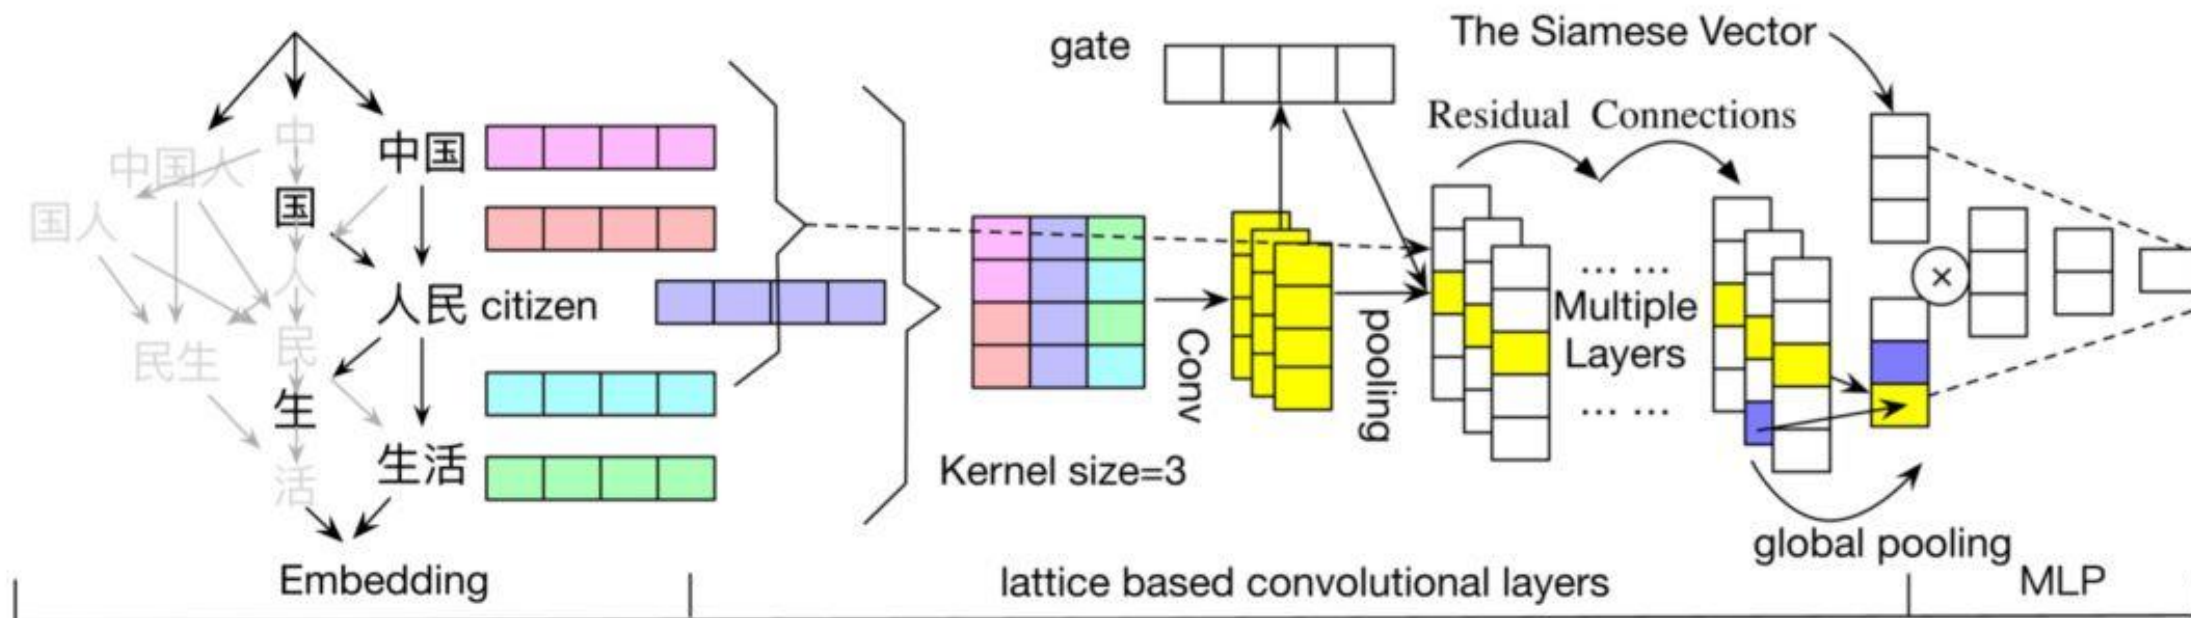 gate
The Siamese Vector
Residual Connections
中
中国
中国人
国
国人
人
人民 citizen
民
民生
生
生活
活
... ...
Multiple
Layers
... ...
Conv
pooling
Kernel size=3
global pooling
Embedding
lattice based convolutional layers
MLP